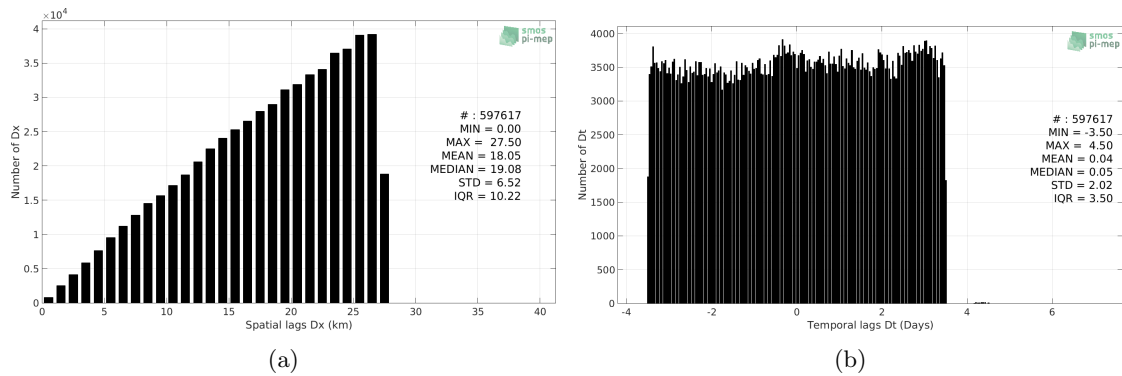 ×10⁴
4
3.5
3
2.5
2
1.5
1
0.5
0
Number of Dx
smos
pi-mep
# : 597617
MIN = 0.00
MAX = 27.50
MEAN = 18.05
MEDIAN = 19.08
STD = 6.52
IQR = 10.22
0 5 10 15 20 25 30 35 40
Spatial lags Dx (km)
(a)
4000
3500
3000
2500
2000
1500
1000
500
0
Number of Dt
smos
pi-mep
# : 597617
MIN = -3.50
MAX = 4.50
MEAN = 0.04
MEDIAN = 0.05
STD = 2.02
IQR = 3.50
-4 -2 0 2 4 6
Temporal lags Dt (Days)
(b)